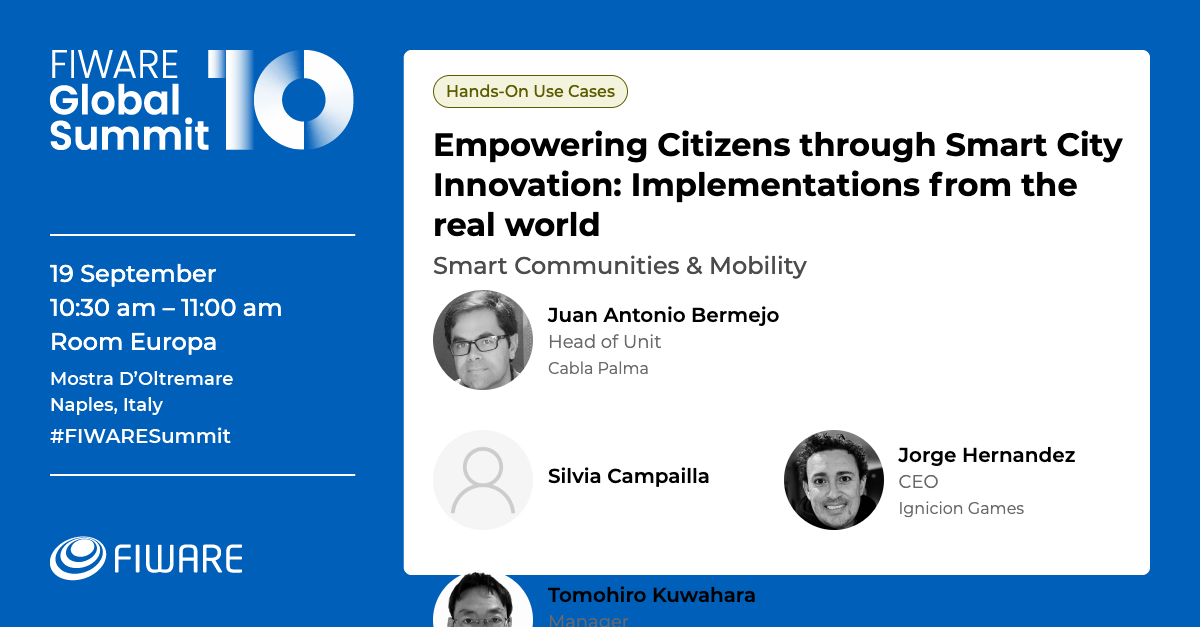 FIWARE
Global
Summit
10
19 September
10:30 am – 11:00 am
Room Europa
Mostra D’Oltremare
Naples, Italy
#FIWARESummit
FIWARE
Hands-On Use Cases
Empowering Citizens through Smart City
Innovation: Implementations from the
real world
Smart Communities & Mobility
Juan Antonio Bermejo
Head of Unit
Cabla Palma
Silvia Campailla
Jorge Hernandez
CEO
Ignicion Games
Tomohiro Kuwahara
Manager